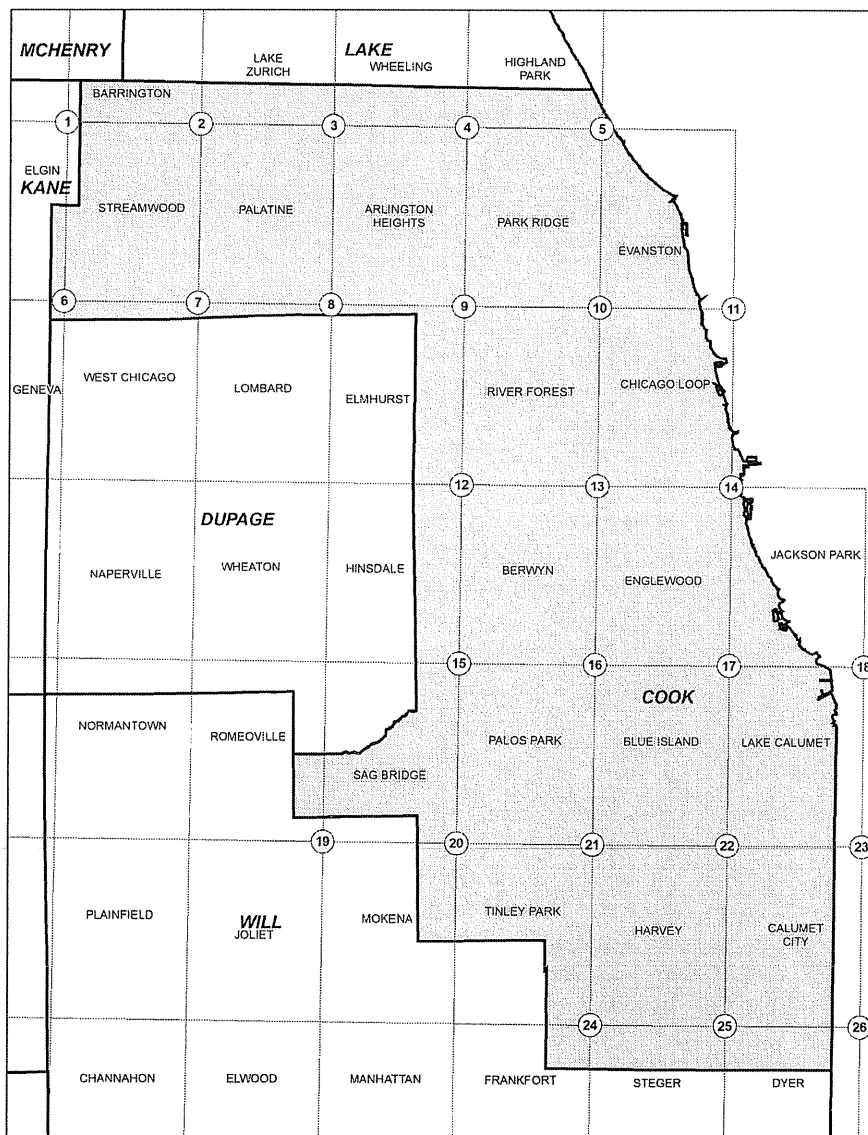 MCHENRY
LAKE
LAKE
ZURICH
WHEELING
HIGHLAND
PARK
BARRINGTON
1
2
3
4
5
ELGIN
KANE
STREAMWOOD
PALATINE
ARLINGTON
HEIGHTS
PARK RIDGE
EVANSTON
6
7
8
9
10
11
GENEVA
WEST CHICAGO
LOMBARD
ELMHURST
RIVER FOREST
CHICAGO LOOP
12
13
14
DUPAGE
NAPERVILLE
WHEATON
HINSDALE
BERWYN
ENGLEWOOD
JACKSON PARK
15
16
17
18
COOK
NORMANTOWN
ROMEOVILLE
SAG BRIDGE
PALOS PARK
BLUE ISLAND
LAKE CALUMET
19
20
21
22
23
PLAINFIELD
WILL
JOLIET
MOKENA
TINLEY PARK
HARVEY
CALUMET
CITY
24
25
26
CHANNAHON
ELWOOD
MANHATTAN
FRANKFORT
STEGER
DYER